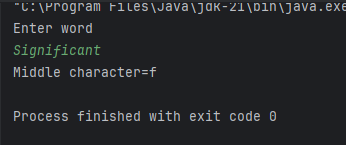 "C:\Program Files\Java\jdk-21\bin\java.exe
Enter word
Significant
Middle character=f
Process finished with exit code 0